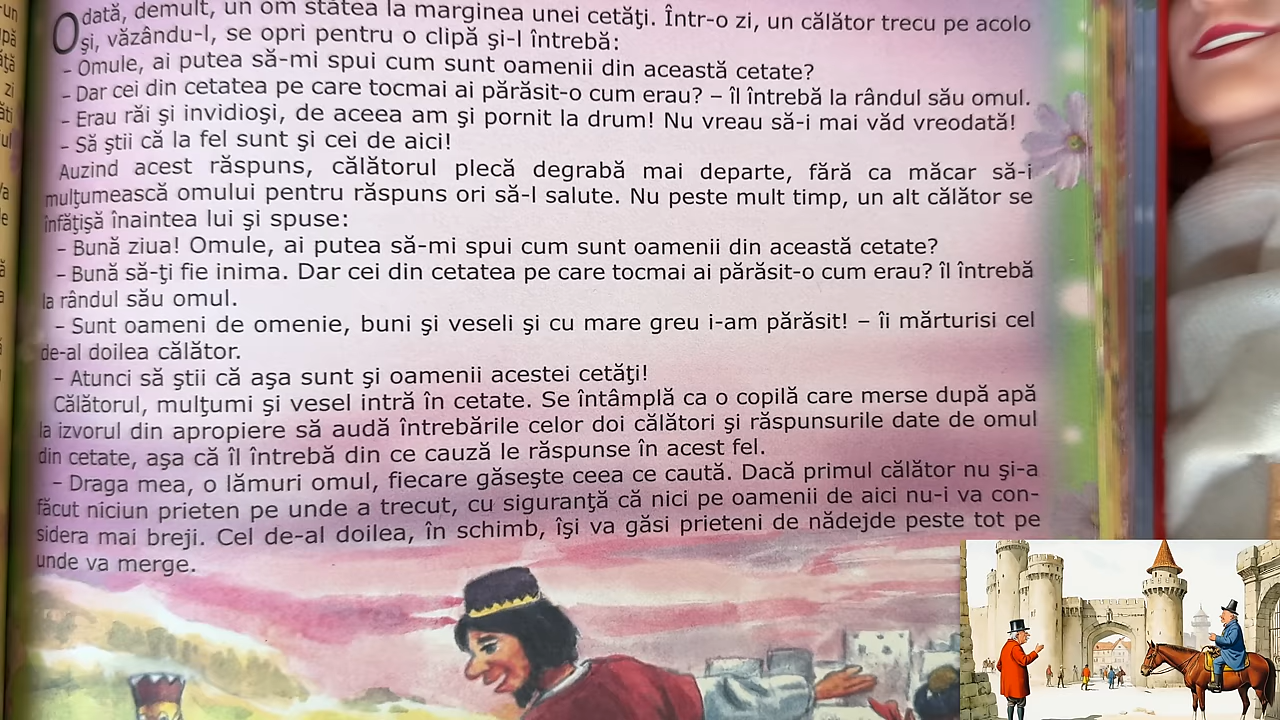 Odată, demult, un om stătea la marginea unei cetăţi. Într-o zi, un călător trecu pe acolo
şi, văzându-l, se opri pentru o clipă şi-l întrebă:
- Omule, ai putea să-mi spui cum sunt oamenii din această cetate?
- Dar cei din cetatea pe care tocmai ai părăsit-o cum erau? – îl întrebă la rândul său omul.
- Erau răi şi invidioşi, de aceea am şi pornit la drum! Nu vreau să-i mai văd vreodată!
- Să ştii că la fel sunt şi cei de aici!
Auzind acest răspuns, călătorul plecă degrabă mai departe, fără ca măcar să-i
mulţumească omului pentru răspuns ori să-l salute. Nu peste mult timp, un alt călător se
înfăţişă înaintea lui şi spuse:
– Bună ziua! Omule, ai putea să-mi spui cum sunt oamenii din această cetate?
– Bună să-ţi fie inima. Dar cei din cetatea pe care tocmai ai părăsit-o cum erau? îl întrebă
la rândul său omul.
– Sunt oameni de omenie, buni şi veseli şi cu mare greu i-am părăsit! – îi mărturisi cel
de-al doilea călător.
– Atunci să ştii că aşa sunt şi oamenii acestei cetăţi!
Călătorul, mulţumi şi vesel intră în cetate. Se întâmplă ca o copilă care merse după apă
la izvorul din apropiere să audă întrebările celor doi călători şi răspunsurile date de omul
din cetate, aşa că îl întrebă din ce cauză le răspunse în acest fel.
– Draga mea, o lămuri omul, fiecare găseşte ceea ce caută. Dacă primul călător nu şi-a
făcut niciun prieten pe unde a trecut, cu siguranţă că nici pe oamenii de aici nu-i va con-
sidera mai breji. Cel de-al doilea, în schimb, îşi va găsi prieteni de nădejde peste tot pe
unde va merge.